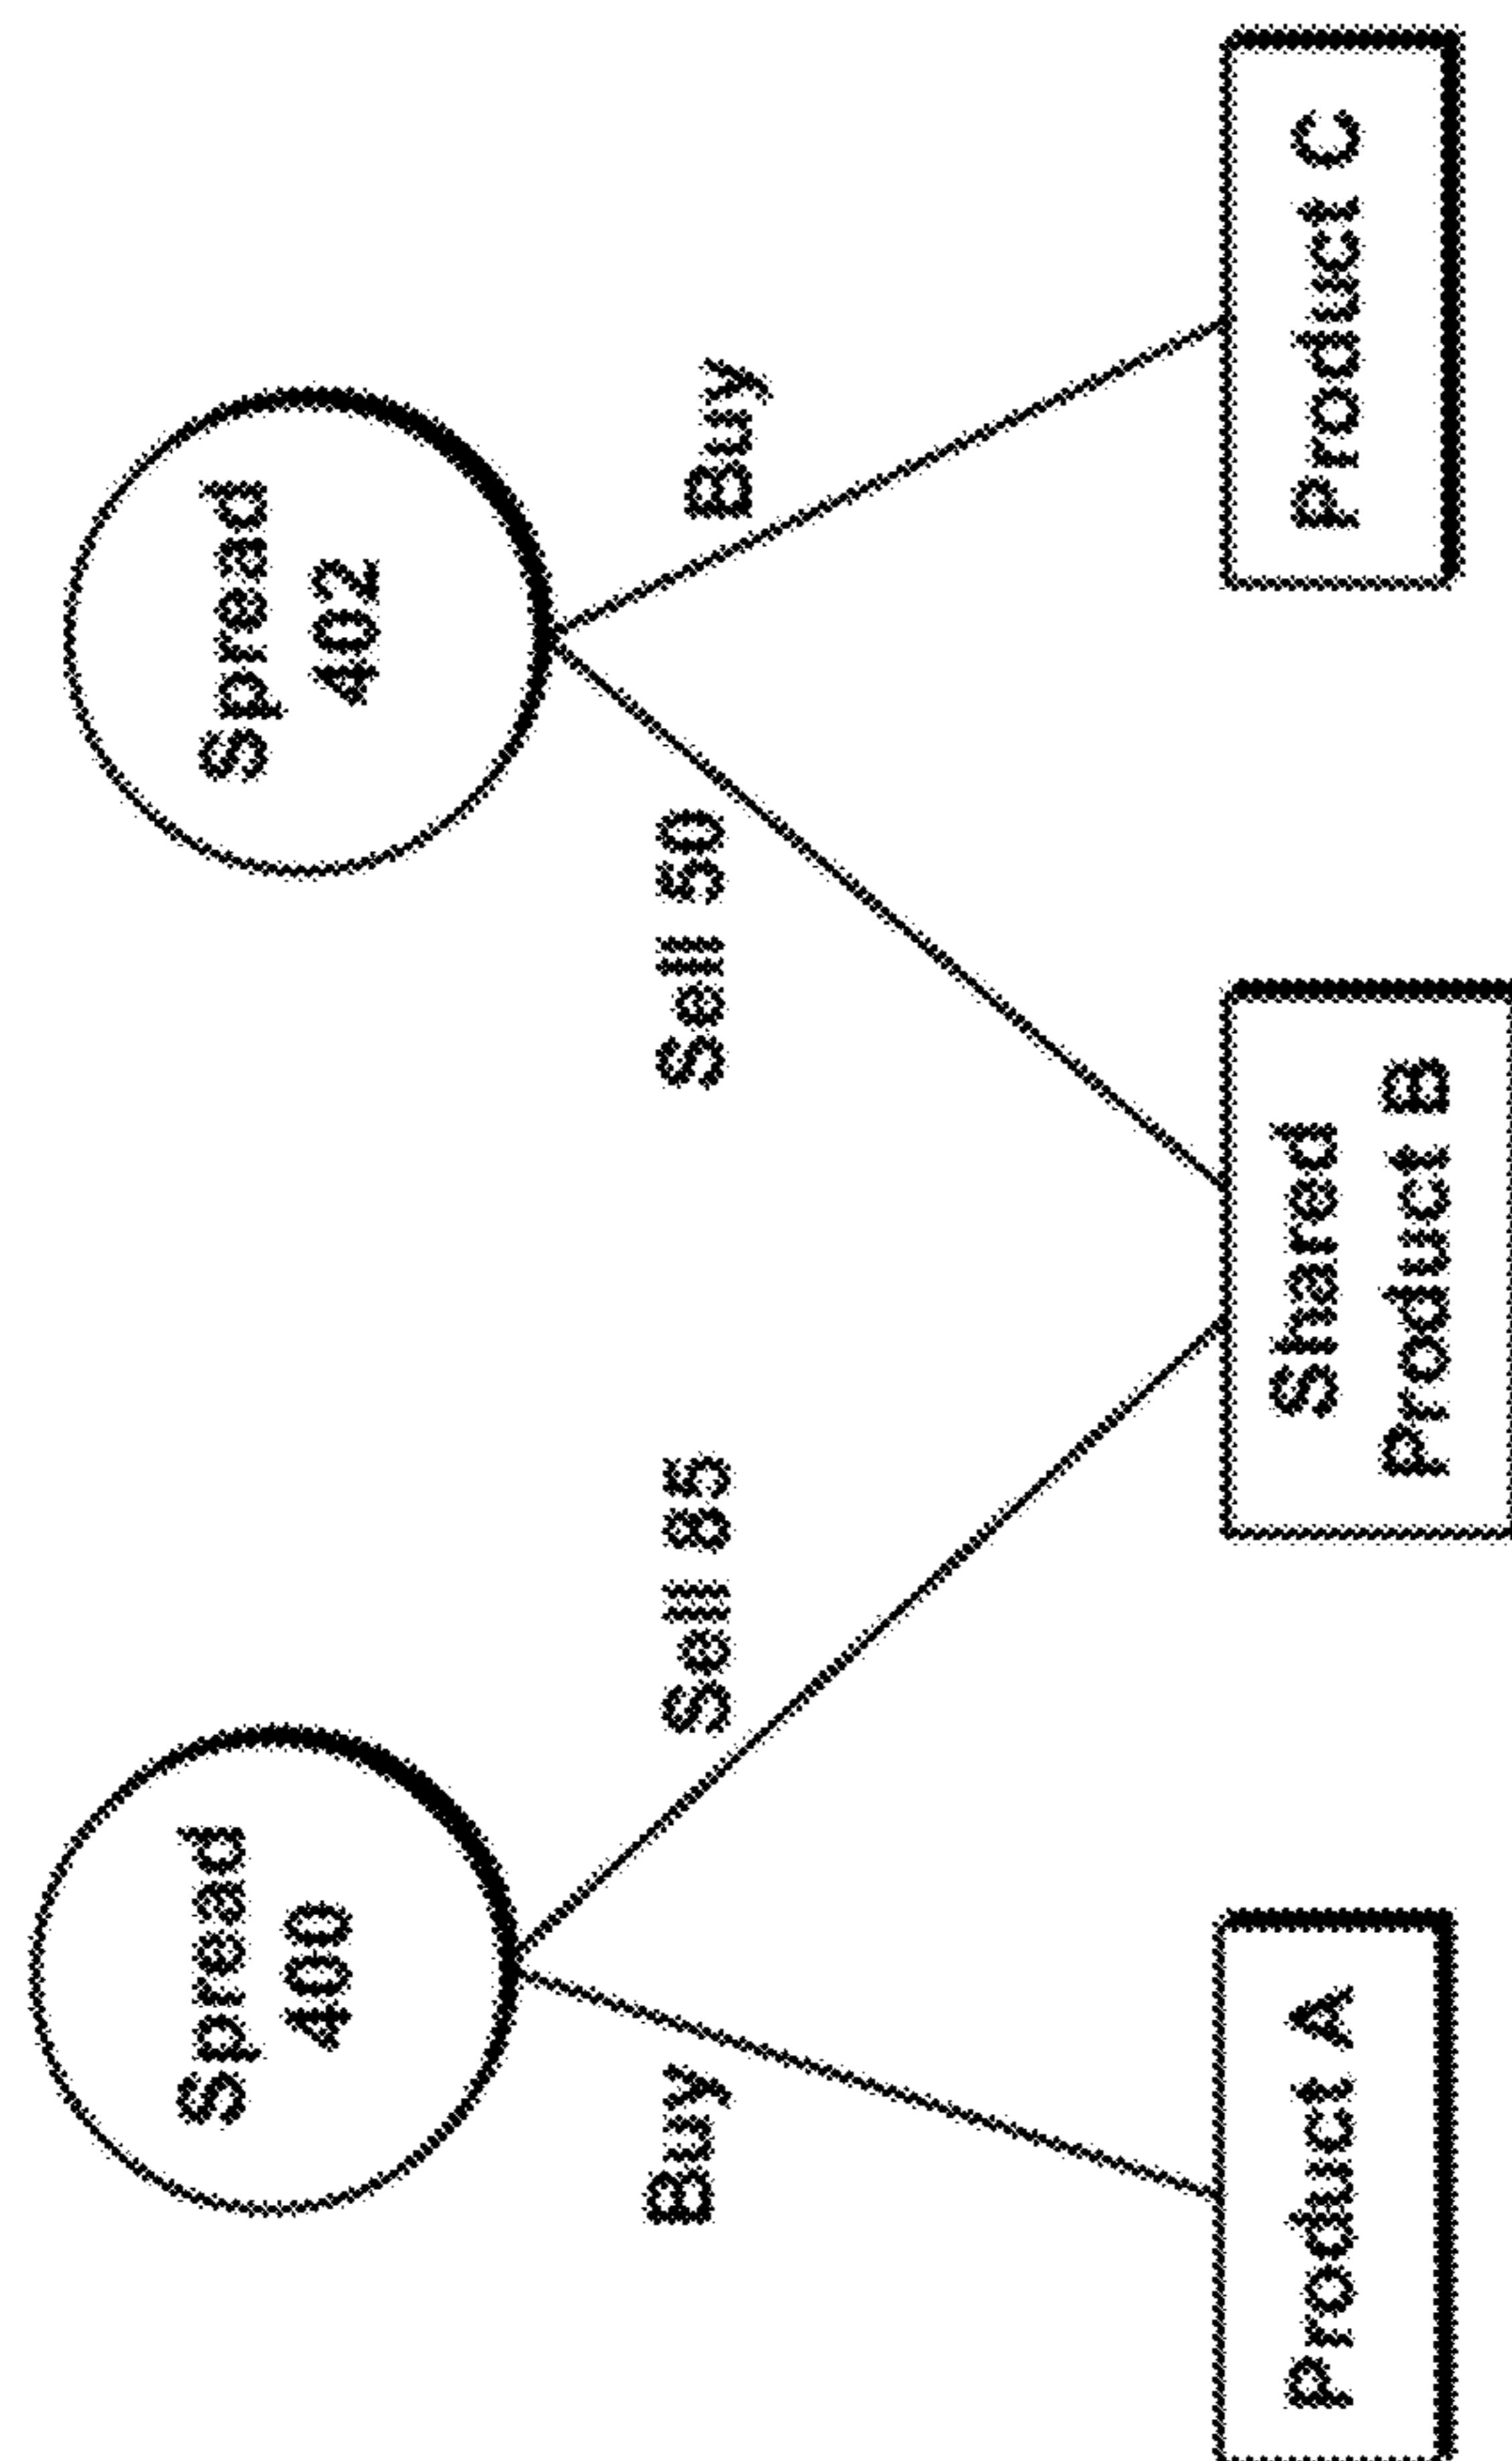 Spread
400
Spread
402
Buy
Sell 85
Sell 50
Buy
Product A
Shared
Product B
Product C